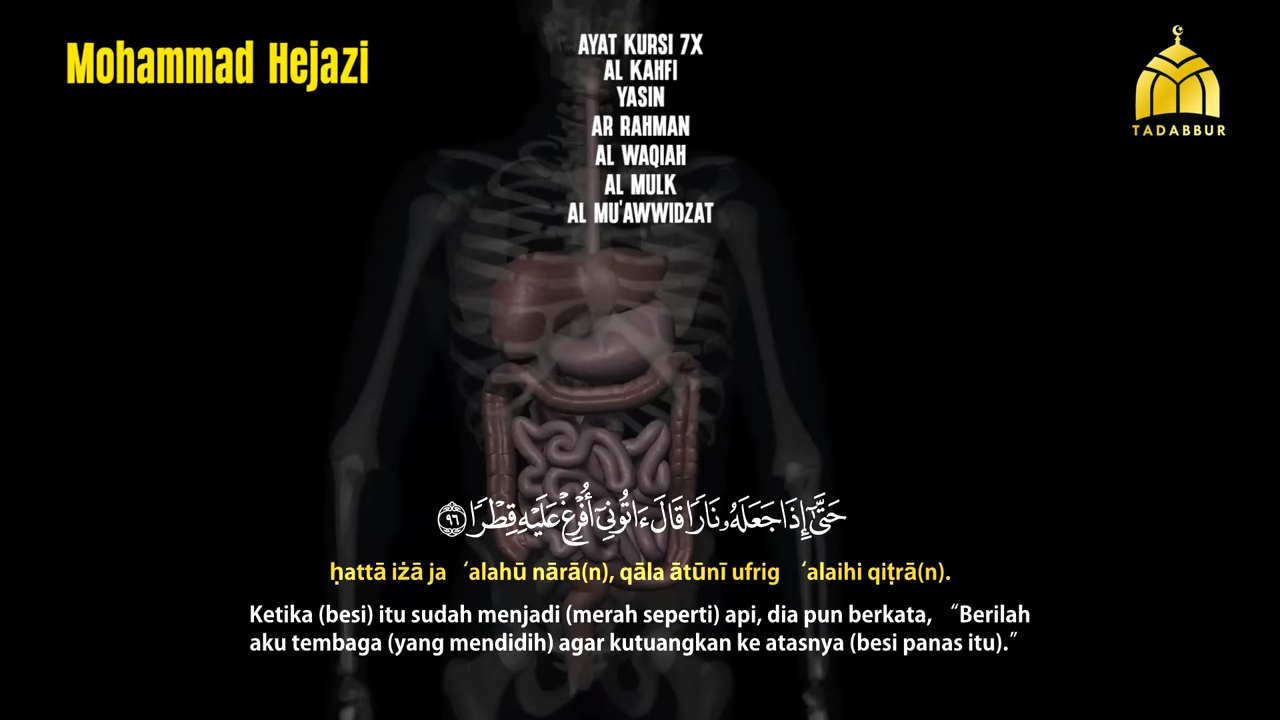 Mohammad Hejazi
AYAT KURSI 7X
AL KAHFI
YASIN
AR RAHMAN
AL WAQIAH
AL MULK
AL MU'AWWIDZAT
TADABBUR
حَتَّىٰٓ إِذَا جَعَلَهُۥ نَارًا قَالَ ءَاتُونِىٓ أُفْرِغْ عَلَيْهِ قِطْرًا ٩٦
ḥattā iżā ja ‘alahū nārā(n), qāla ātūnī ufrig ‘alaihi qiṭrā(n).
Ketika (besi) itu sudah menjadi (merah seperti) api, dia pun berkata, “Berilah
aku tembaga (yang mendidih) agar kutuangkan ke atasnya (besi panas itu).”